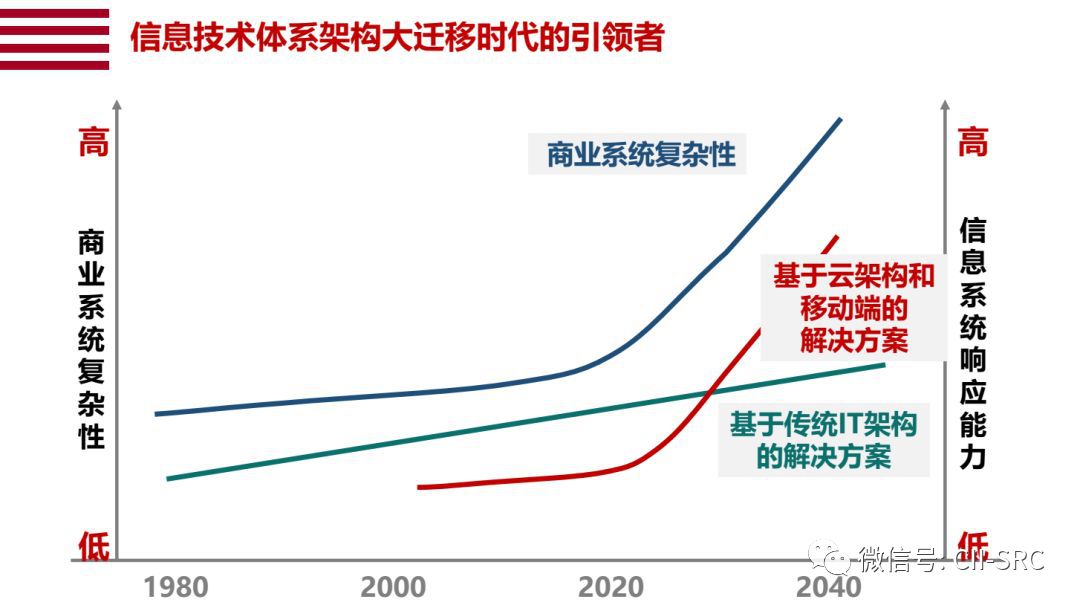 信息技术体系架构大迁移时代的引领者
高
商业系统复杂性
低
商业系统复杂性
基于云架构和
移动端的
解决方案
基于传统IT架构
的解决方案
高
信息系统响应能力
低
1980
2000
2020
2040
微信号: CII-SRC